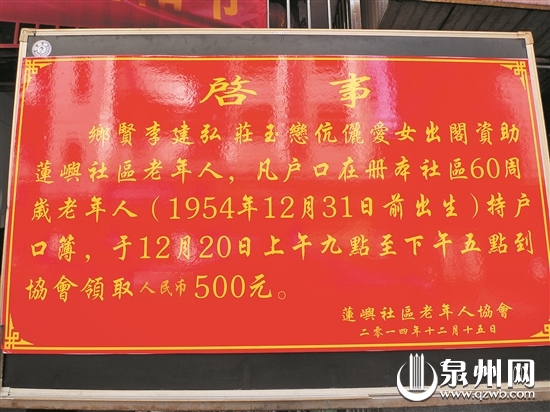 啓事
鄉賢李建弘莊玉戀伉儷愛女出閣資助
蓮嶼社區老年人，凡户口在册本社區60周
歲老年人（1954年12月31日前出生）持户
口簿，于12月20日上午九點至下午五點到
協會領取人民币500元。
蓮嶼社區老年人協會
二零一四年十二月十五日
泉州网
www.qzwb.com